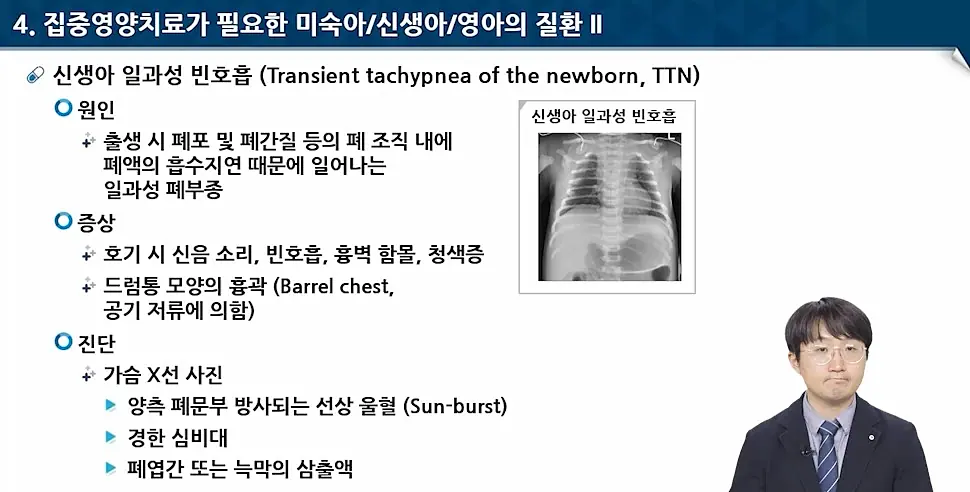 4. 집중영양치료가 필요한 미숙아/신생아/영아의 질환 II
신생아 일과성 빈호흡 (Transient tachypnea of the newborn, TTN)
원인
출생 시 폐포 및 폐간질 등의 폐 조직 내에
폐액의 흡수지연 때문에 일어나는
일과성 폐부종
신생아 일과성 빈호흡
L
증상
호기 시 신음 소리, 빈호흡, 흉벽 함몰, 청색증
드럼통 모양의 흉곽 (Barrel chest,
공기 저류에 의함)
진단
가슴 X선 사진
양측 폐문부 방사되는 선상 울혈 (Sun-burst)
경한 심비대
폐엽간 또는 늑막의 삼출액